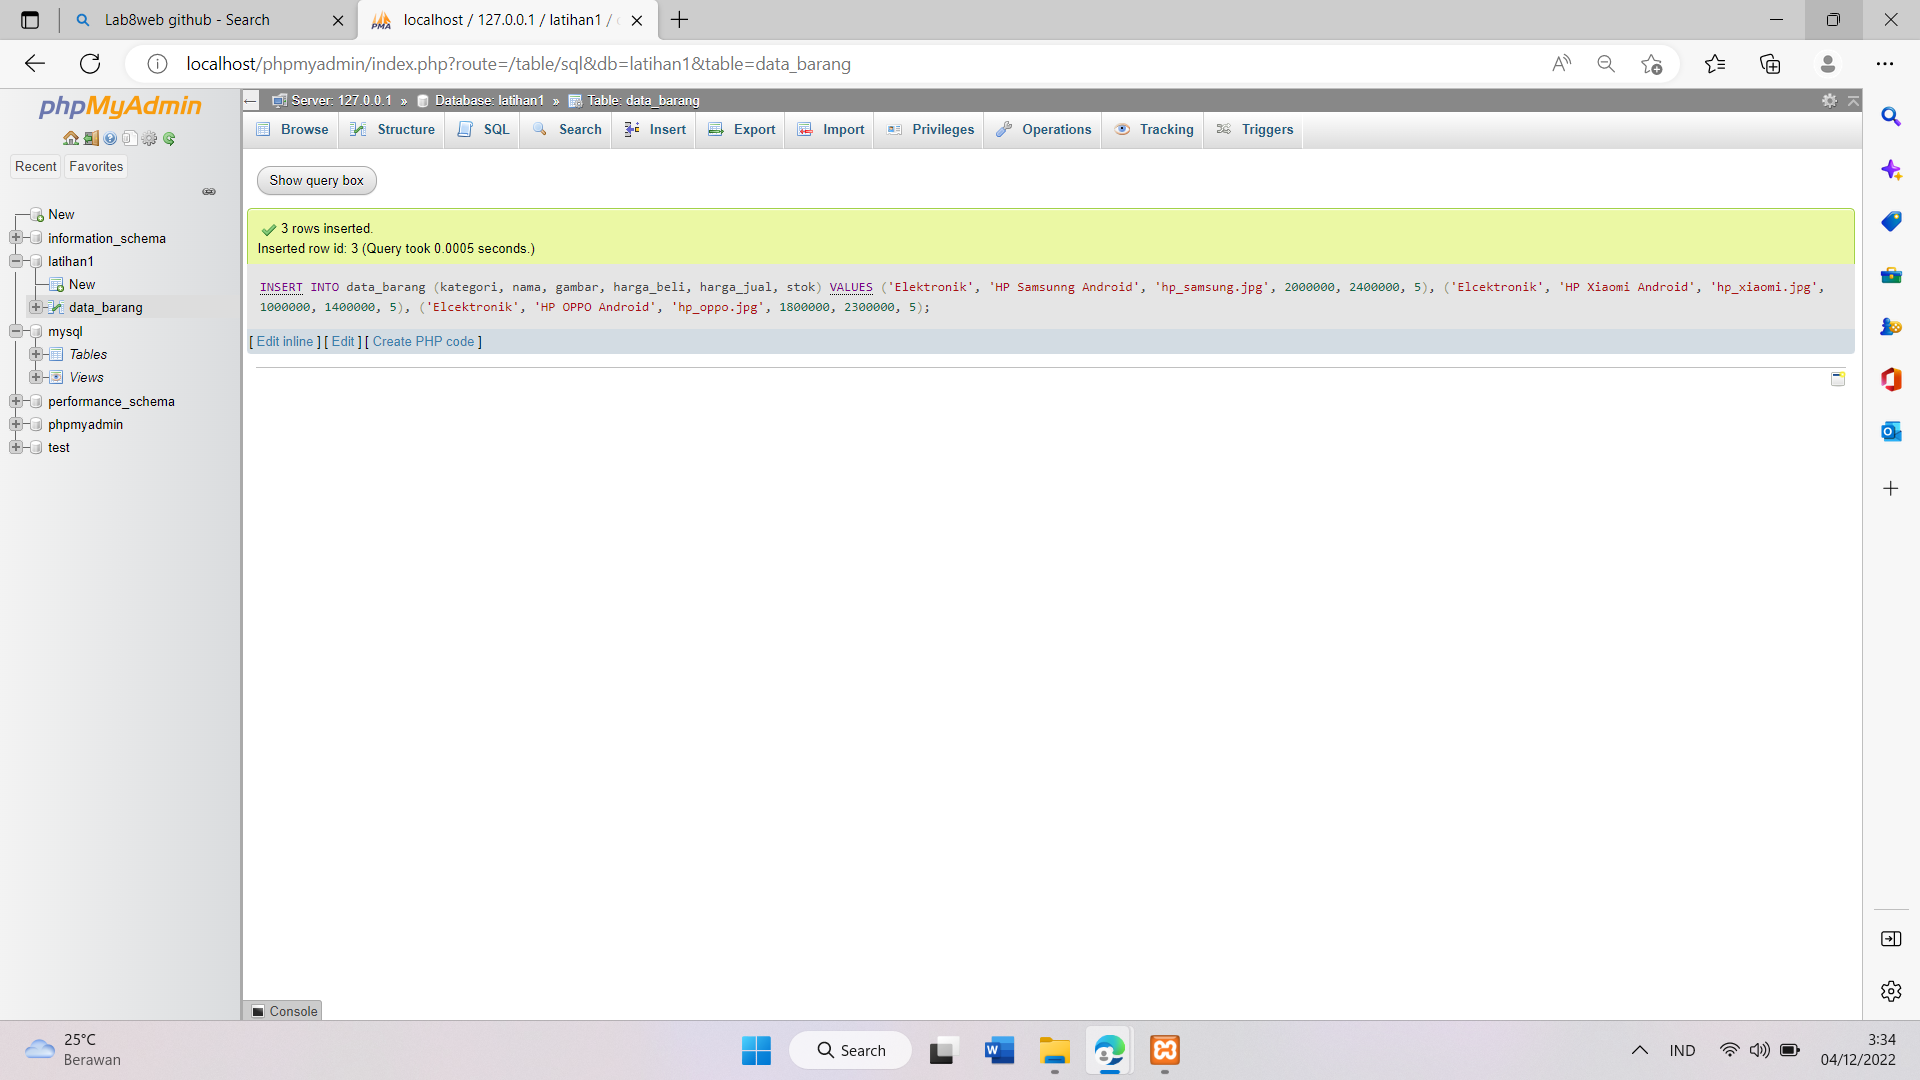 Lab8web github - Search
localhost / 127.0.0.1 / latihan1 /
localhost/phpmyadmin/index.php?route=/table/sql&db=latihan1&table=data_barang
phpMyAdmin
Recent
Favorites
New
information_schema
latihan1
New
data_barang
mysql
Tables
Views
performance_schema
phpmyadmin
test
Server: 127.0.0.1 » Database: latihan1 » Table: data_barang
Browse Structure SQL Search Insert Export Import Privileges Operations Tracking Triggers
Show query box
3 rows inserted.
Inserted row id: 3 (Query took 0.0005 seconds.)
INSERT INTO data_barang (kategori, nama, gambar, harga_beli, harga_jual, stok) VALUES ('Elektronik', 'HP Samsunng Android', 'hp_samsung.jpg', 2000000, 2400000, 5), ('Elcektronik', 'HP Xiaomi Android', 'hp_xiaomi.jpg',
1000000, 1400000, 5), ('Elcektronik', 'HP OPPO Android', 'hp_oppo.jpg', 1800000, 2300000, 5);
[ Edit inline ] [ Edit ] [ Create PHP code ]
Console
25°C
Berawan
Search
IND
3:34
04/12/2022